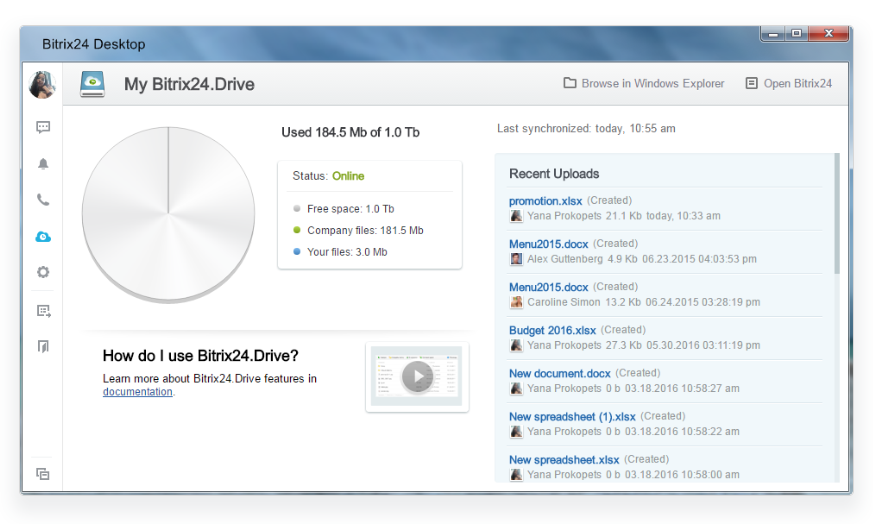 Bitrix24 Desktop
My Bitrix24.Drive
Browse in Windows Explorer
Open Bitrix24
Used 184.5 Mb of 1.0 Tb
Status: Online
Free space: 1.0 Tb
Company files: 181.5 Mb
Your files: 3.0 Mb
How do I use Bitrix24.Drive?
Learn more about Bitrix24.Drive features in
documentation.
Last synchronized: today, 10:55 am
Recent Uploads
promotion.xlsx (Created)
Yana Prokopets 21.1 Kb today, 10:33 am
Menu2015.docx (Created)
Alex Guttenberg 4.9 Kb 06.23.2015 04:03:53 pm
Menu2015.docx (Created)
Caroline Simon 13.2 Kb 06.24.2015 03:28:19 pm
Budget 2016.xlsx (Created)
Yana Prokopets 27.3 Kb 05.30.2016 03:11:19 pm
New document.docx (Created)
Yana Prokopets 0 b 03.18.2016 10:58:27 am
New spreadsheet (1).xlsx (Created)
Yana Prokopets 0 b 03.18.2016 10:58:22 am
New spreadsheet.xlsx (Created)
Yana Prokopets 0 b 03.18.2016 10:58:00 am